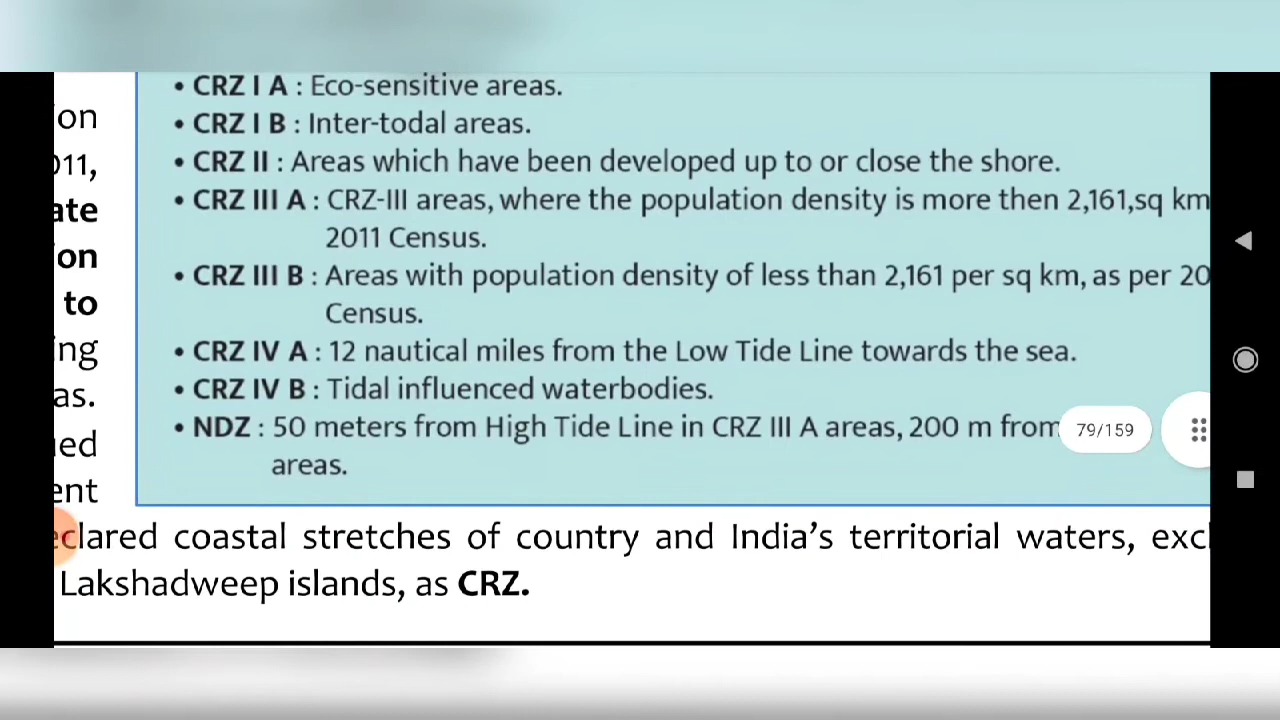 • CRZ I A : Eco-sensitive areas.
• CRZ I B : Inter-todal areas.
• CRZ II : Areas which have been developed up to or close the shore.
• CRZ III A : CRZ-III areas, where the population density is more then 2,161,sq km
2011 Census.
• CRZ III B : Areas with population density of less than 2,161 per sq km, as per 20
Census.
• CRZ IV A : 12 nautical miles from the Low Tide Line towards the sea.
• CRZ IV B : Tidal influenced waterbodies.
• NDZ : 50 meters from High Tide Line in CRZ III A areas, 200 m from
areas.
79/159
on
011,
ate
on
to
ing
as.
ued
ent
eclared coastal stretches of country and India's territorial waters, excl
Lakshadweep islands, as CRZ.